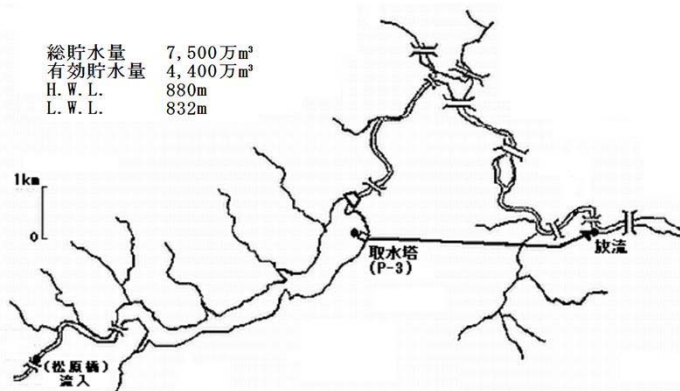 総貯水量 7,500万m³
有効貯水量 4,400万m³
H.W.L. 880m
L.W.L. 832m
1km
0
取水塔
(P-3)
放流
(松原橋)
流入